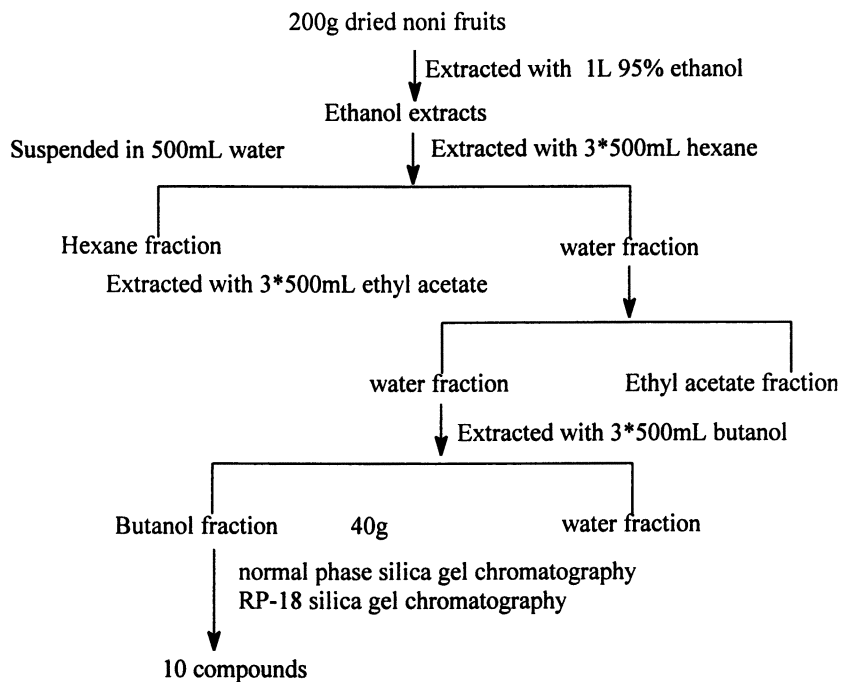 200g dried noni fruits
Extracted with 1L 95% ethanol
Ethanol extracts
Suspended in 500mL water
Extracted with 3*500mL hexane
Hexane fraction
water fraction
Extracted with 3*500mL ethyl acetate
water fraction
Ethyl acetate fraction
Extracted with 3*500mL butanol
Butanol fraction
40g
water fraction
normal phase silica gel chromatography
RP-18 silica gel chromatography
10 compounds